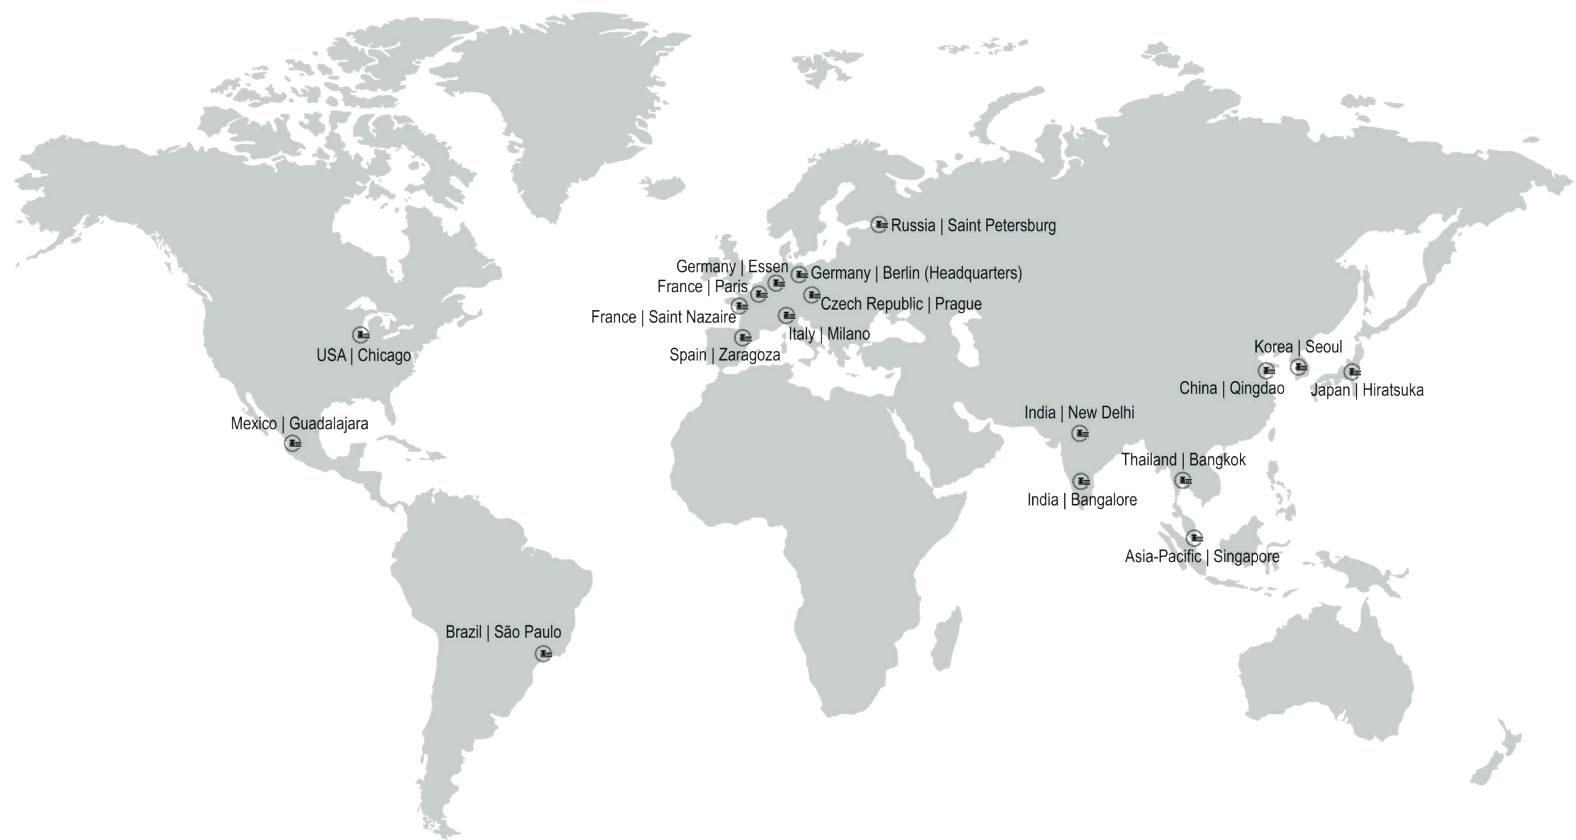 Russia | Saint Petersburg
Germany | Essen
Germany | Berlin (Headquarters)
France | Paris
Czech Republic | Prague
France | Saint Nazaire
Italy | Milano
Spain | Zaragoza
USA | Chicago
Korea | Seoul
China | Qingdao
Japan | Hiratsuka
Mexico | Guadalajara
India | New Delhi
Thailand | Bangkok
India | Bangalore
Asia-Pacific | Singapore
Brazil | São Paulo